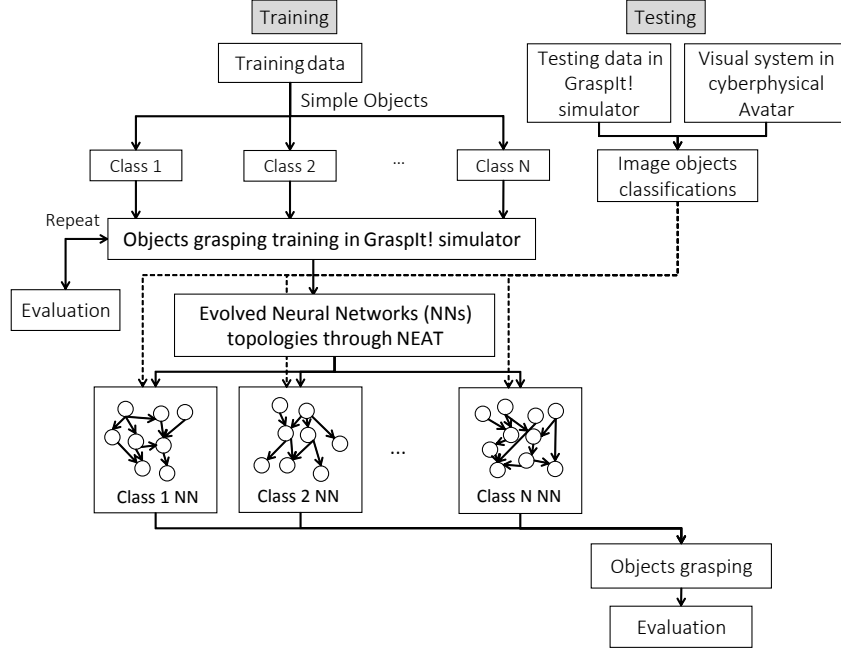 Training
Testing
Training data
Testing data in
GraspIt!
simulator
Visual system in
cyberphysical
Avatar
Simple Objects
Class 1
Class 2
...
Class N
Image objects
classifications
Repeat
Objects grasping training in GraspIt! simulator
Evaluation
Evolved Neural Networks (NNs)
topologies through NEAT
...
Class 1 NN
Class 2 NN
Class N NN
Objects grasping
Evaluation